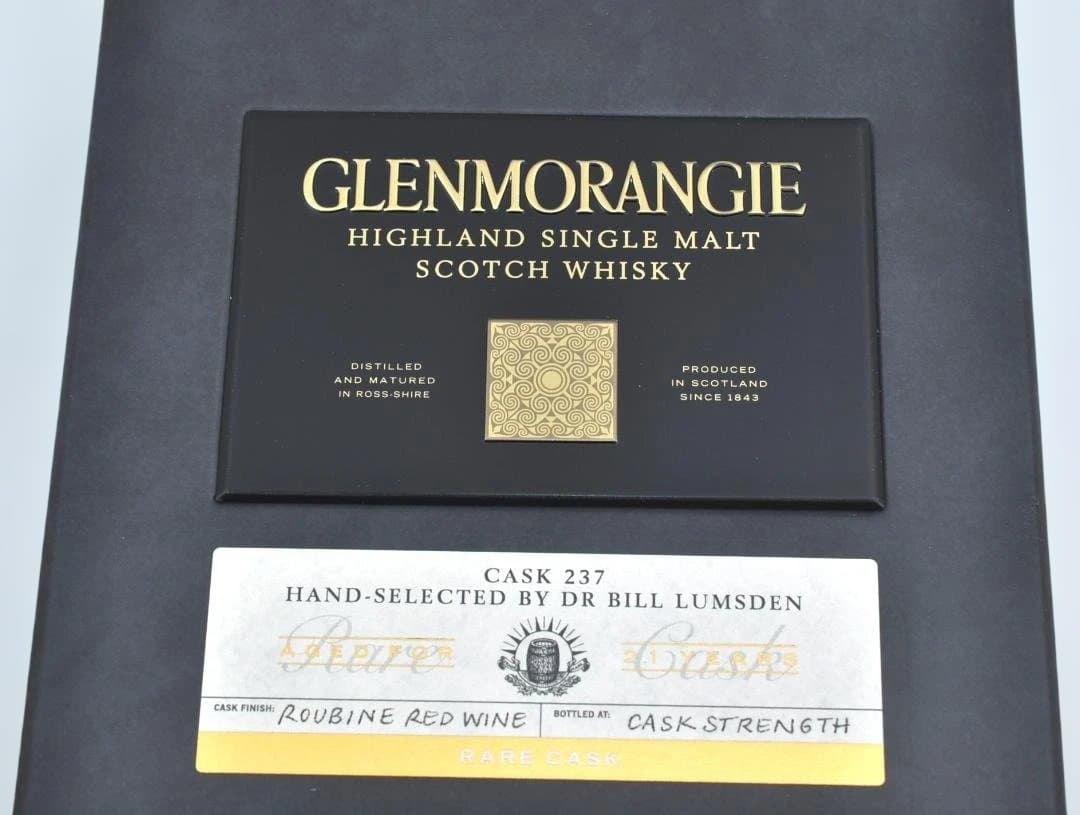 GLENMORANGIE
HIGHLAND SINGLE MALT
SCOTCH WHISKY
DISTILLED
AND MATURED
IN ROSS-SHIRE
PRODUCED
IN SCOTLAND
SINCE 1843
CASK 237
HAND-SELECTED BY DR BILL LUMSDEN
Rare Cask
AGED FOR 21 YEARS
CASK FINISH: ROUBINE RED WINE
BOTTLED AT: CASK STRENGTH
RARE CASK